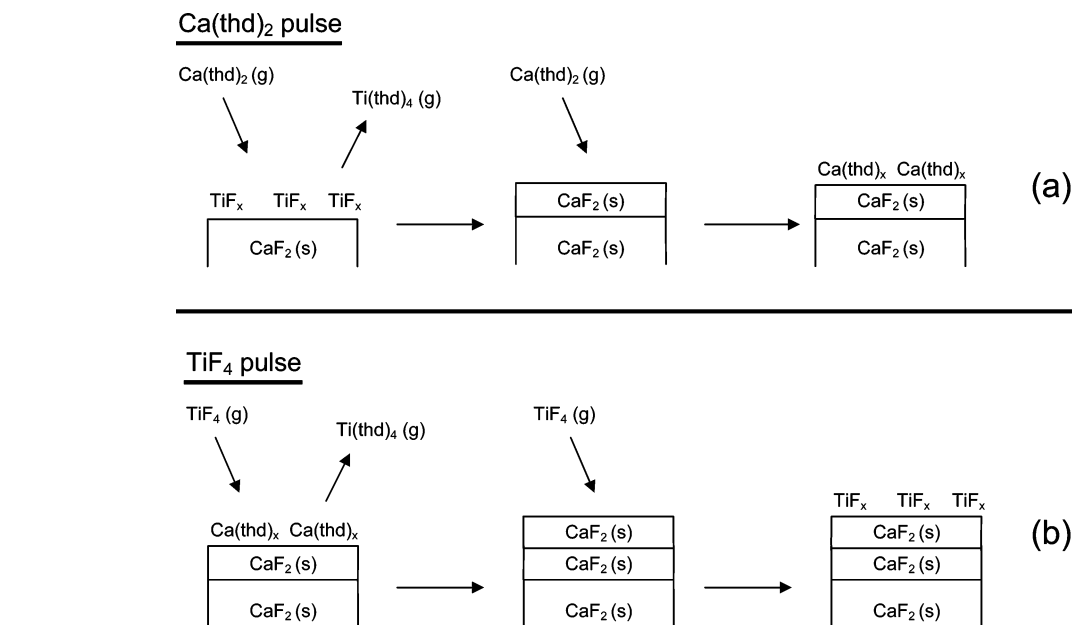 Ca(thd)₂ pulse
Ca(thd)₂ (g)
Ti(thd)₄ (g)
TiFₓ TiFₓ TiFₓ
CaF₂ (s)
Ca(thd)₂ (g)
CaF₂ (s)
CaF₂ (s)
Ca(thd)ₓ Ca(thd)ₓ
CaF₂ (s)
CaF₂ (s)
(a)
TiF₄ pulse
TiF₄ (g)
Ti(thd)₄ (g)
Ca(thd)ₓ Ca(thd)ₓ
CaF₂ (s)
CaF₂ (s)
TiF₄ (g)
CaF₂ (s)
CaF₂ (s)
CaF₂ (s)
TiFₓ TiFₓ TiFₓ
CaF₂ (s)
CaF₂ (s)
CaF₂ (s)
(b)